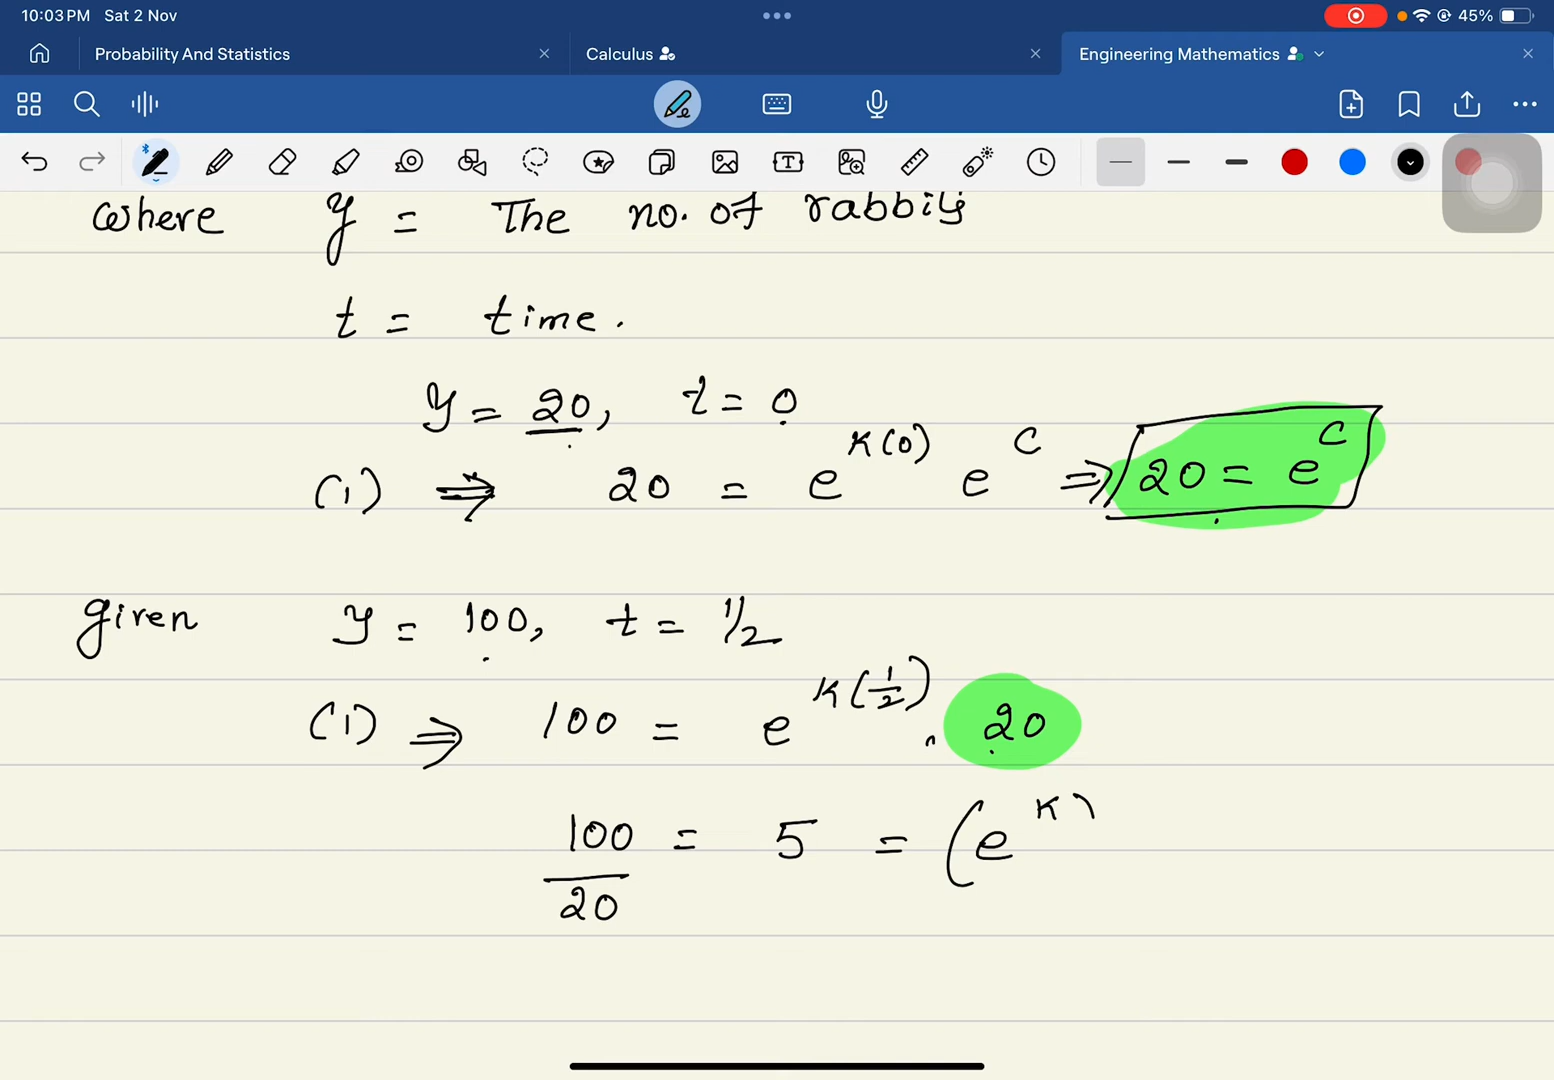 10:03 PM Sat 2 Nov 45%
Probability And Statistics Calculus Engineering Mathematics
where y = The no. of rabbits
t = time.
y = 20, t = 0
(1) ⇒ 20 = e^{K(0)} e^{C} ⇒ 20 = e^{C}
given y = 100, t = 1/2
(1) ⇒ 100 = e^{K(1/2)} . 20
100/20 = 5 = (e^{K)}